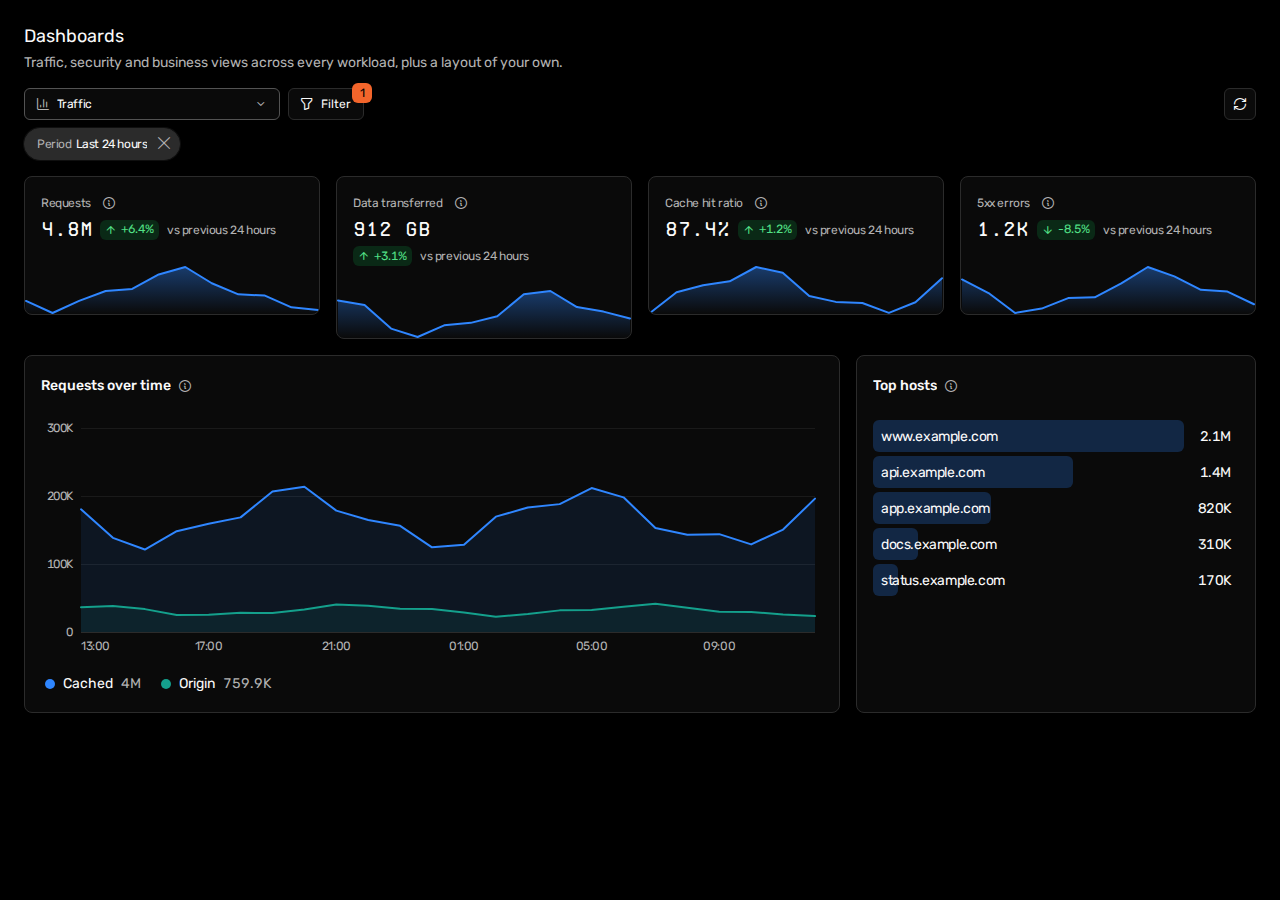 Dashboards
Traffic, security and business views across every workload, plus a layout of your own.
Traffic
Filter
1
Period Last 24 hours
Requests
4.8M
+6.4%
vs previous 24 hours
Data transferred
912 GB
+3.1%
vs previous 24 hours
Cache hit ratio
87.4%
+1.2%
vs previous 24 hours
5xx errors
1.2K
-8.5%
vs previous 24 hours
Requests over time
300K
200K
100K
0
13:00 17:00 21:00 01:00 05:00 09:00
Cached 4M Origin 759.9K
Top hosts
www.example.com 2.1M
api.example.com 1.4M
app.example.com 820K
docs.example.com 310K
status.example.com 170K